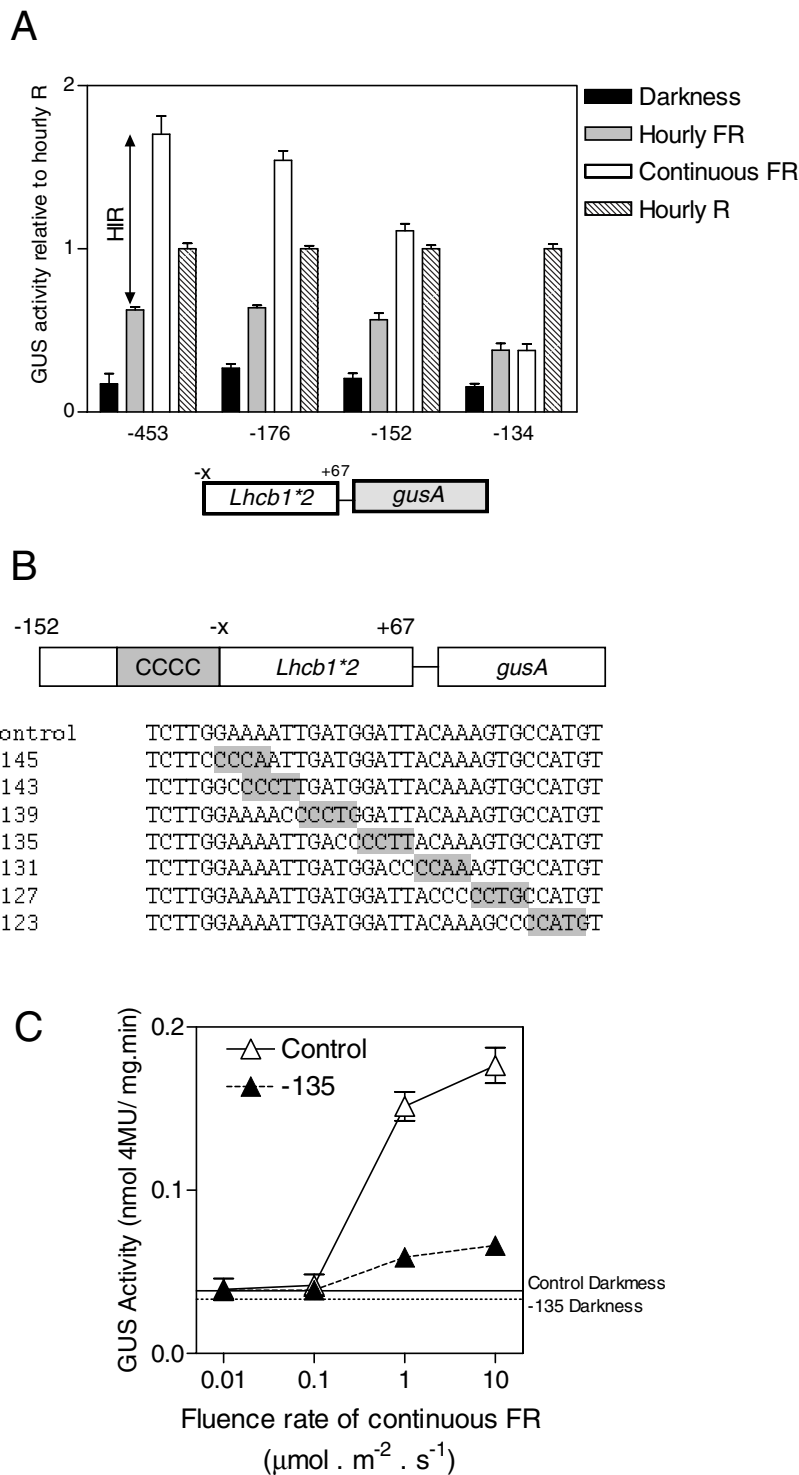 A
GUS activity relative to hourly R
2
1
0
HIR
Darkness
Hourly FR
Continuous FR
Hourly R
-453 -176 -152 -134
-x +67
Lhcb1*2 gusA
B
-152 -x +67
CCCC Lhcb1*2 gusA
ontrol TCTTGGAAAATTGATGGATTACAAAGTGCCATGT
145 TCTTCCCCAATTGATGGATTACAAAGTGCCATGT
143 TCTTGGCCCCTTGATGGATTACAAAGTGCCATGT
139 TCTTGGAAAACCCCTGGATTACAAAGTGCCATGT
135 TCTTGGAAAATTGACCCCTTACAAAGTGCCATGT
131 TCTTGGAAAATTGATGGACCCCAAAGTGCCATGT
127 TCTTGGAAAATTGATGGATTACCCCCTGCCATGT
123 TCTTGGAAAATTGATGGATTACAAAGCCCCATGT
C
GUS Activity (nmol 4MU/ mg.min)
0.2
0.1
0.0
Control
-135
Control Darkmess
-135 Darkness
0.01 0.1 1 10
Fluence rate of continuous FR
(μmol . m-2 . s-1)